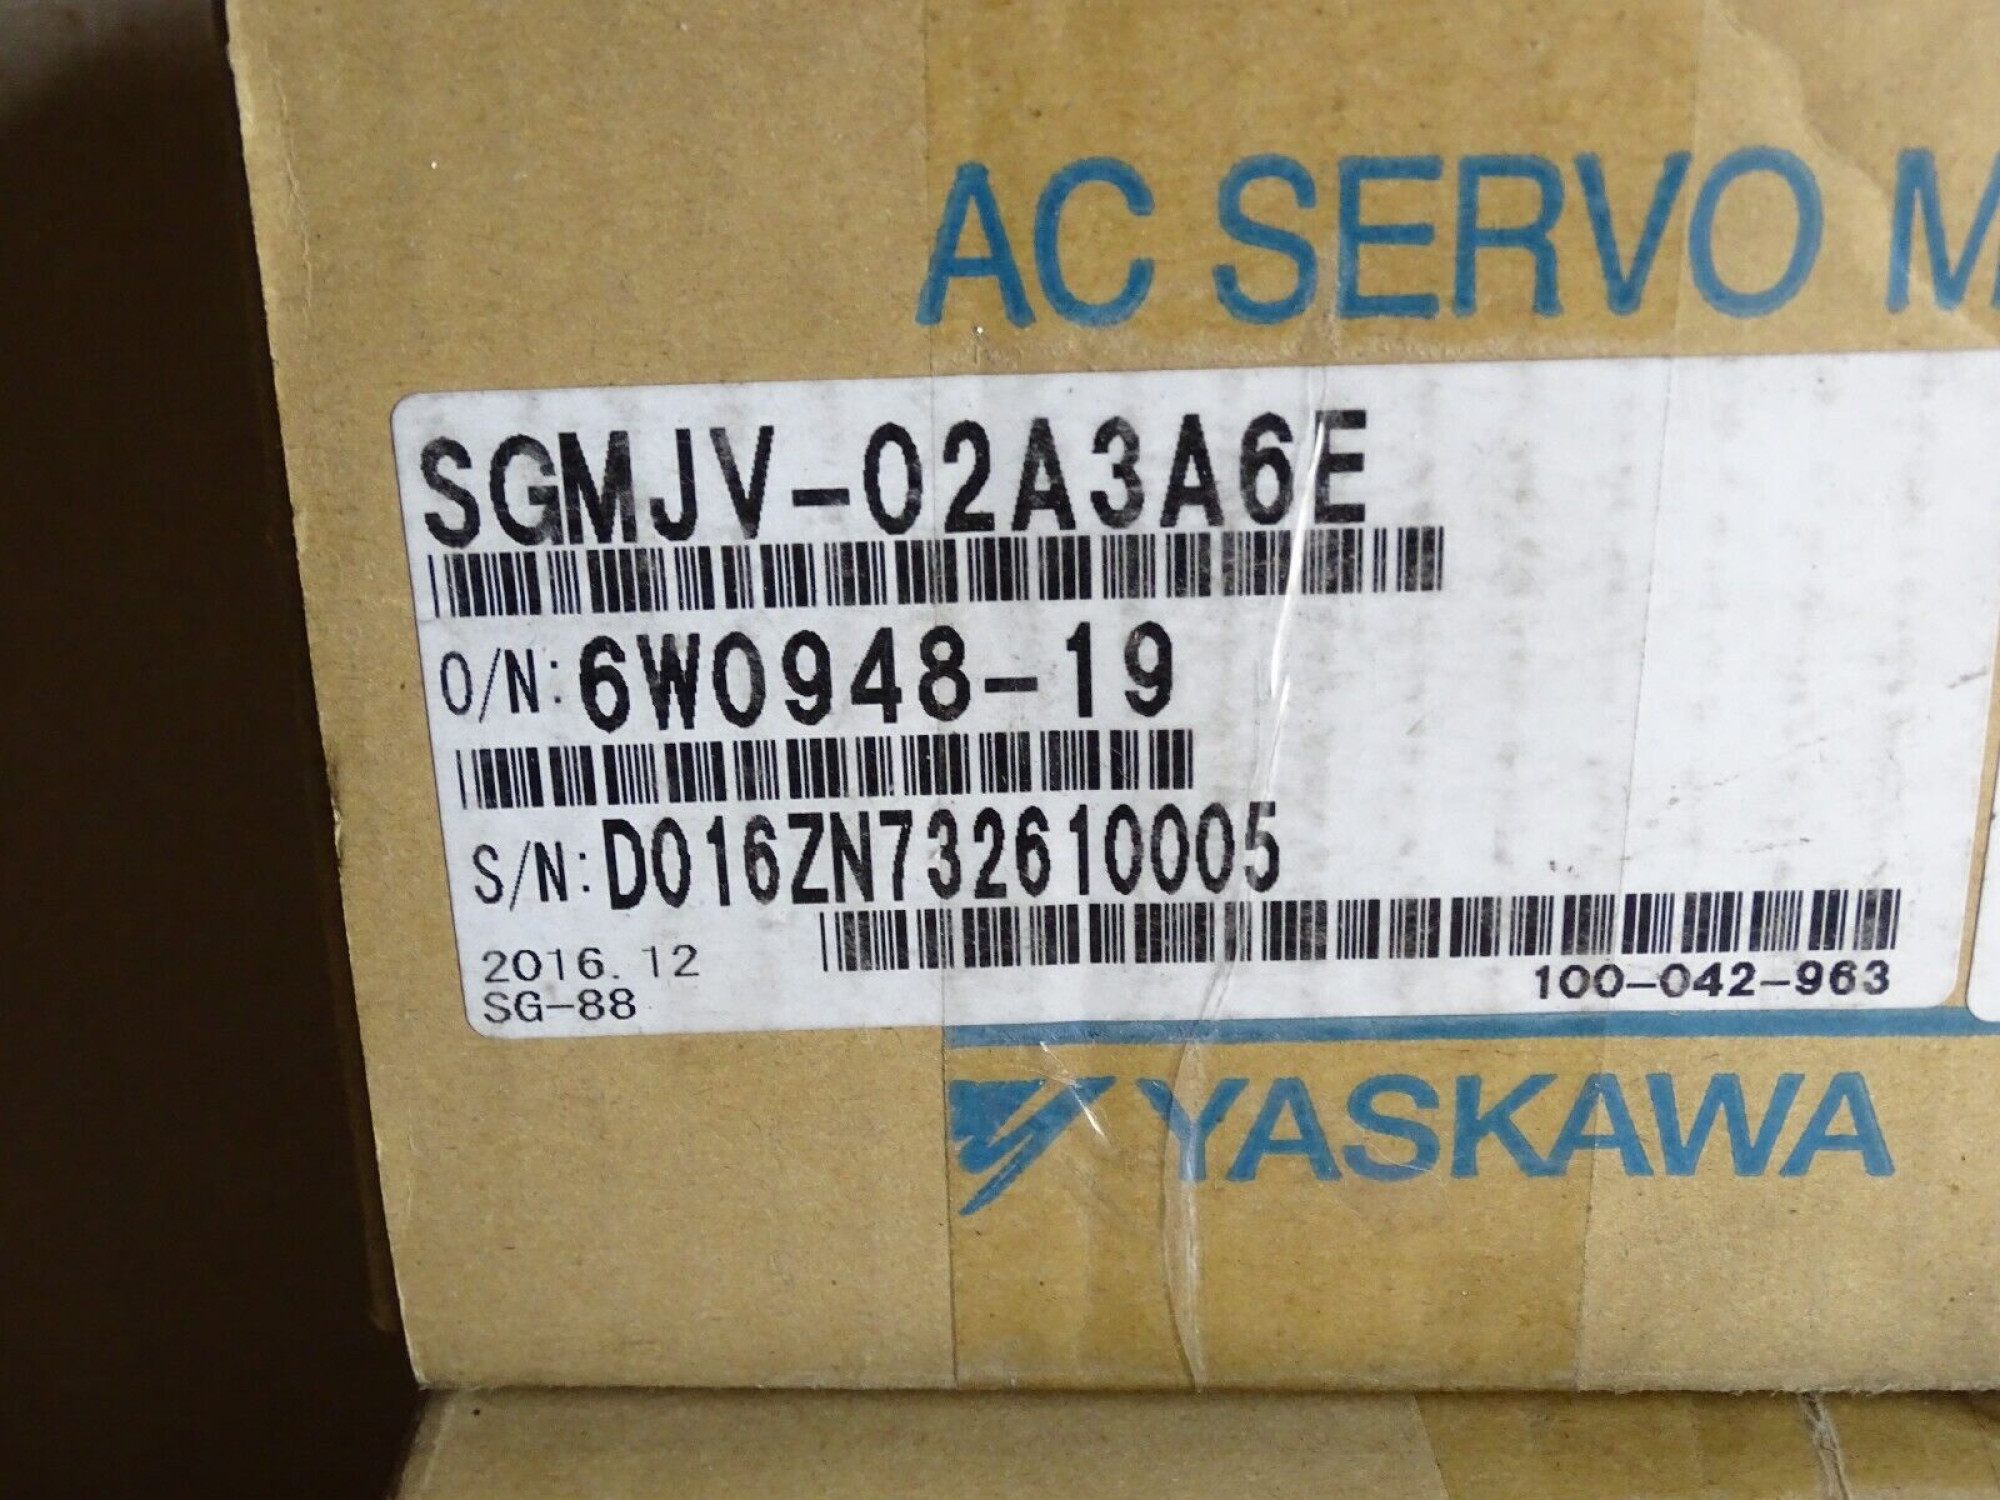 AC SERVO M
SGMJV-02A3A6E
O/N: 6W0948-19
S/N: D016ZN732610005
2016.12
100-042-963
SG-88
YASKAWA